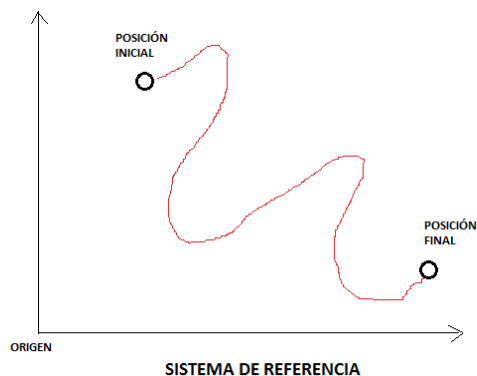 POSICIÓN
INICIAL
POSICIÓN
FINAL
ORIGEN
SISTEMA DE REFERENCIA